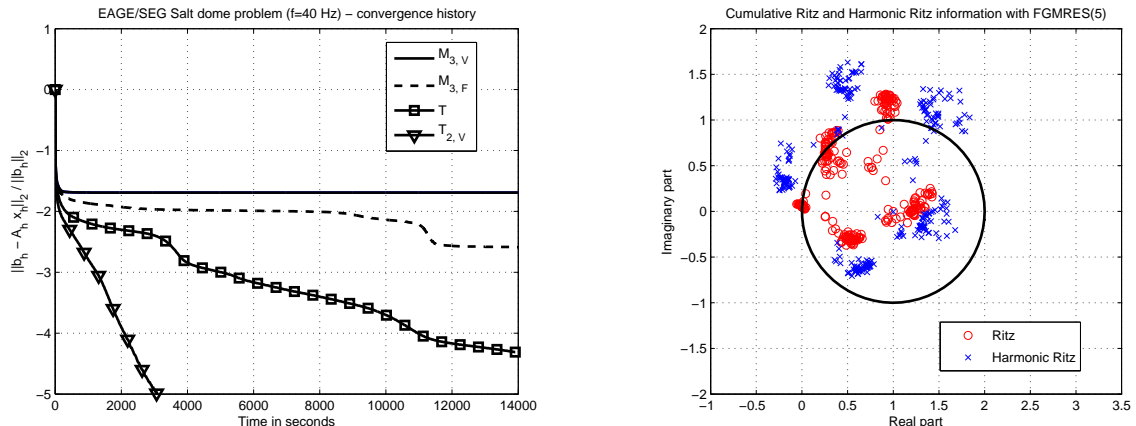 EAGE/SEG Salt dome problem (f=40 Hz) – convergence history
1
0
−1
−2
−3
−4
−5
||b_h − A_h x_h||_2 / ||b_h||_2
M_{3, V}
M_{3, F}
T
T_{2, V}
0
2000
4000
6000
8000
10000
12000
14000
Time in seconds
Cumulative Ritz and Harmonic Ritz information with FGMRES(5)
2
1.5
1
0.5
0
−0.5
−1
−1.5
−2
Imaginary part
Ritz
Harmonic Ritz
−1
−0.5
0
0.5
1
1.5
2
2.5
3
3.5
Real part